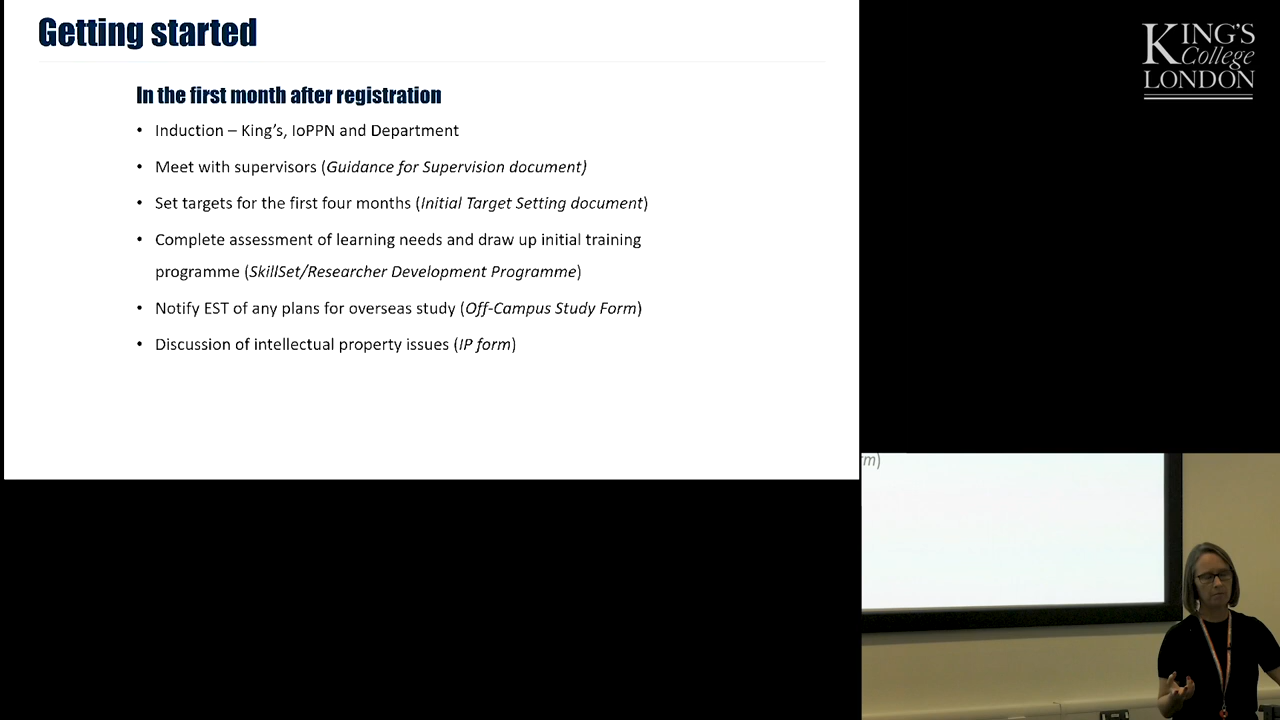 Getting started
In the first month after registration
• Induction – King's, IoPPN and Department
• Meet with supervisors (Guidance for Supervision document)
• Set targets for the first four months (Initial Target Setting document)
• Complete assessment of learning needs and draw up initial training
programme (SkillSet/Researcher Development Programme)
• Notify EST of any plans for overseas study (Off-Campus Study Form)
• Discussion of intellectual property issues (IP form)
KING'S
College
LONDON
rm)